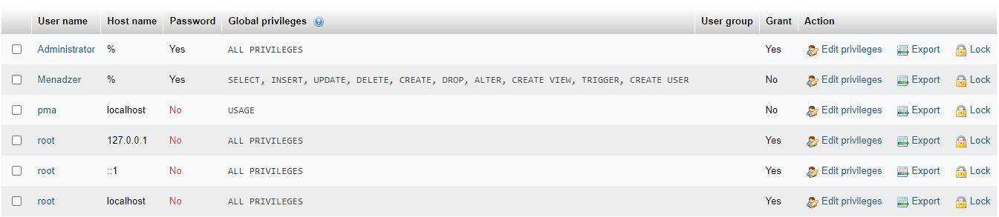 User name Host name Password Global privileges User group Grant Action
Administrator % Yes ALL PRIVILEGES Yes Edit privileges Export Lock
Menadzer % Yes SELECT, INSERT, UPDATE, DELETE, CREATE, DROP, ALTER, CREATE VIEW, TRIGGER, CREATE USER No Edit privileges Export Lock
pma localhost No USAGE No Edit privileges Export Lock
root 127.0.0.1 No ALL PRIVILEGES Yes Edit privileges Export Lock
root ::1 No ALL PRIVILEGES Yes Edit privileges Export Lock
root localhost No ALL PRIVILEGES Yes Edit privileges Export Lock